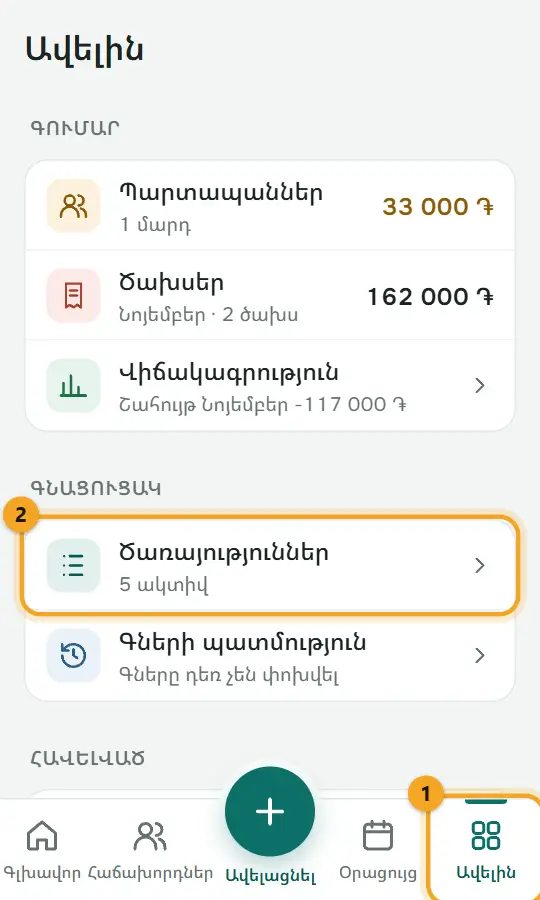 Ավելին
ԳՈՒՄԱՐ
Պարտապաններ
33 000 ֏
1 մարդ
Ծախսեր
162 000 ֏
Նոյեմբեր · 2 ծախս
Վիճակագրություն
Շահույթ Նոյեմբեր -117 000 ֏
ԳՆԱՑՈՒՑԱԿ
2
Ծառայություններ
5 ակտիվ
Գների պատմություն
Գները դեռ չեն փոխվել
ՀԱՎԵԼՎԱԾ
1
Գլխավոր
Հաճախորդներ
Ավելացնել
Օրացույց
Ավելին